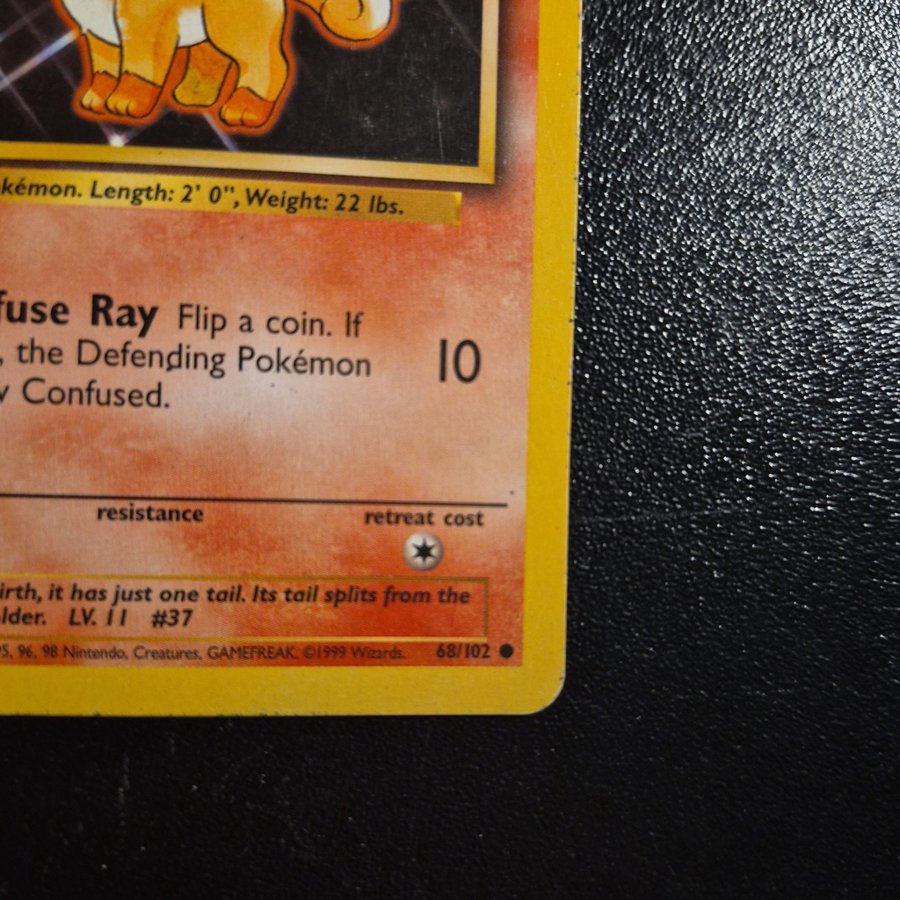 kémon. Length: 2' 0", Weight: 22 lbs.
fuse Ray Flip a coin. If
, the Defending Pokémon
y Confused.
10
resistance
retreat cost
irth, it has just one tail. Its tail splits from the
lder. LV. 11 #37
95, 96, 98 Nintendo, Creatures, GAMEFREAK. ©1999 Wizards. 68/102 ●